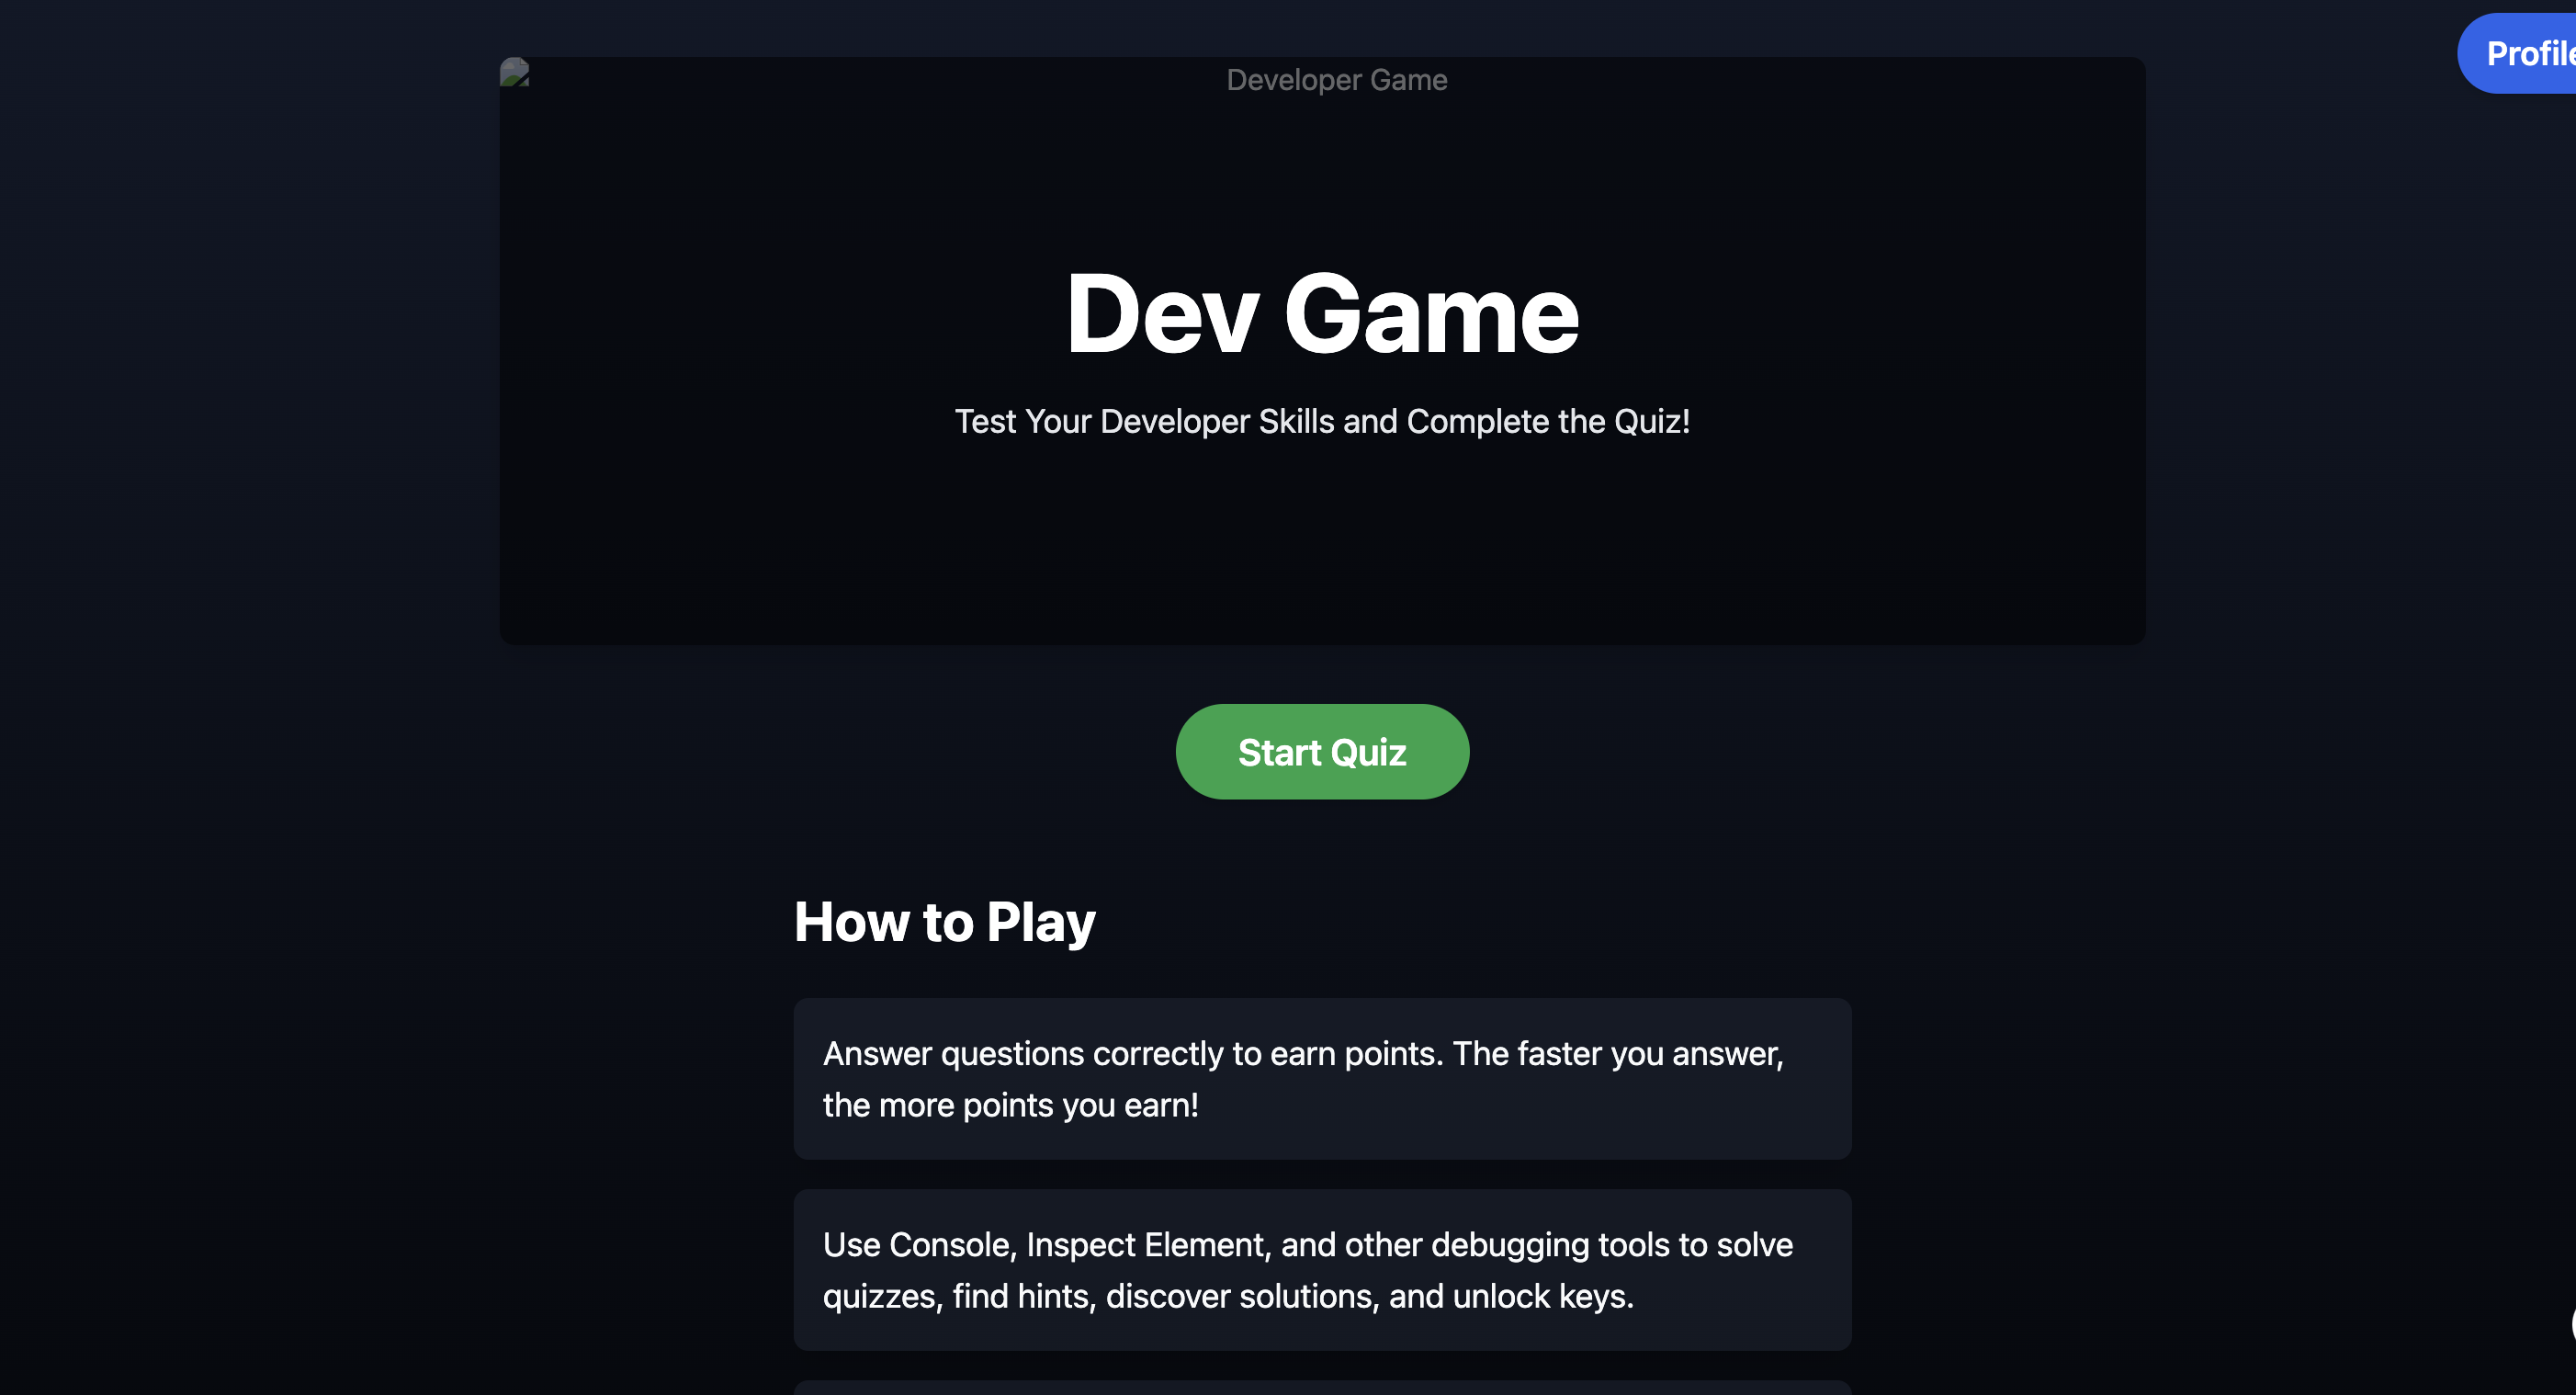 Profile
Developer Game
Dev Game
Test Your Developer Skills and Complete the Quiz!
Start Quiz
How to Play
Answer questions correctly to earn points. The faster you answer,
the more points you earn!
Use Console, Inspect Element, and other debugging tools to solve
quizzes, find hints, discover solutions, and unlock keys.